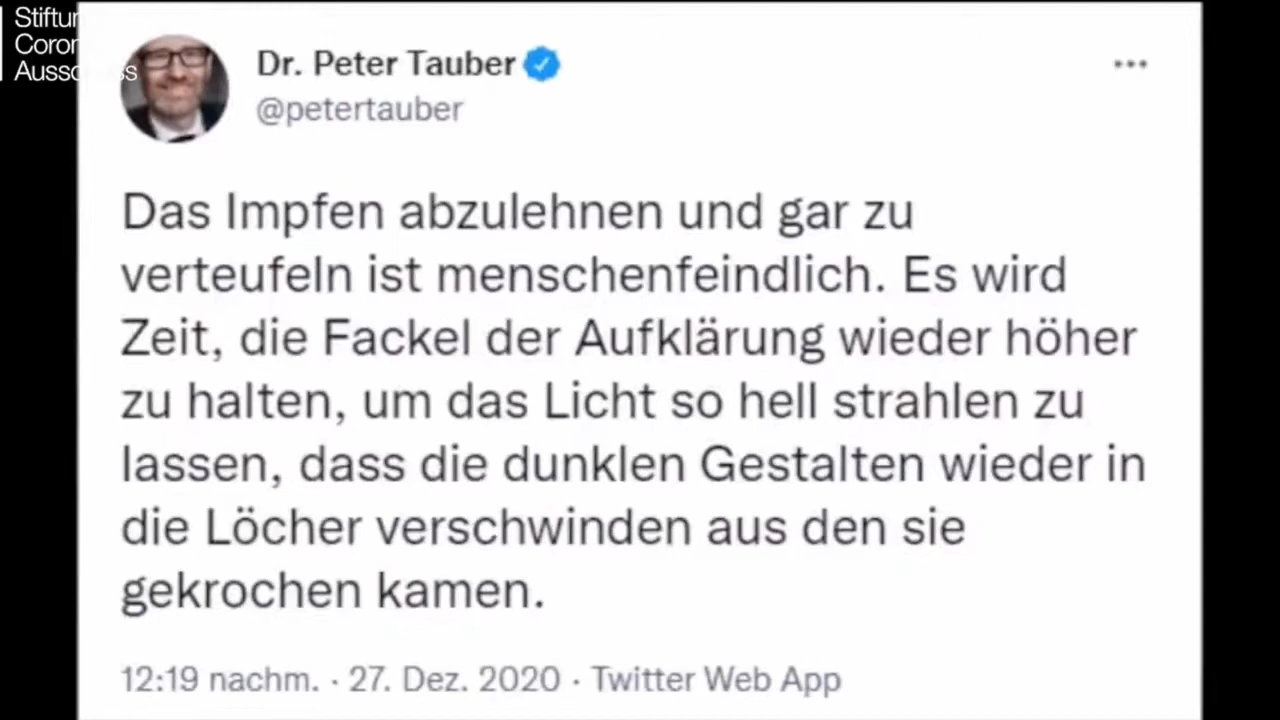 Dr. Peter Tauber
@petertauber
Das Impfen abzulehnen und gar zu
verteufeln ist menschenfeindlich. Es wird
Zeit, die Fackel der Aufklärung wieder höher
zu halten, um das Licht so hell strahlen zu
lassen, dass die dunklen Gestalten wieder in
die Löcher verschwinden aus den sie
gekrochen kamen.
12:19 nachm. · 27. Dez. 2020 · Twitter Web App